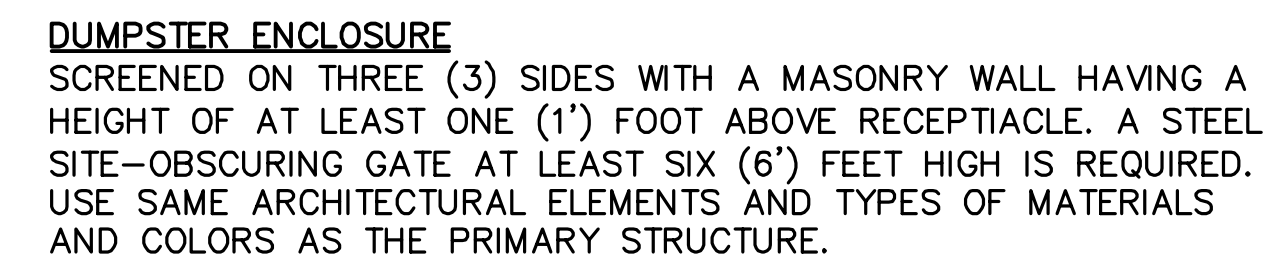 DUMPSTER ENCLOSURE
SCREENED ON THREE (3) SIDES WITH A MASONRY WALL HAVING A
HEIGHT OF AT LEAST ONE (1') FOOT ABOVE RECEPTIACLE. A STEEL
SITE-OBSCURING GATE AT LEAST SIX (6') FEET HIGH IS REQUIRED.
USE SAME ARCHITECTURAL ELEMENTS AND TYPES OF MATERIALS
AND COLORS AS THE PRIMARY STRUCTURE.